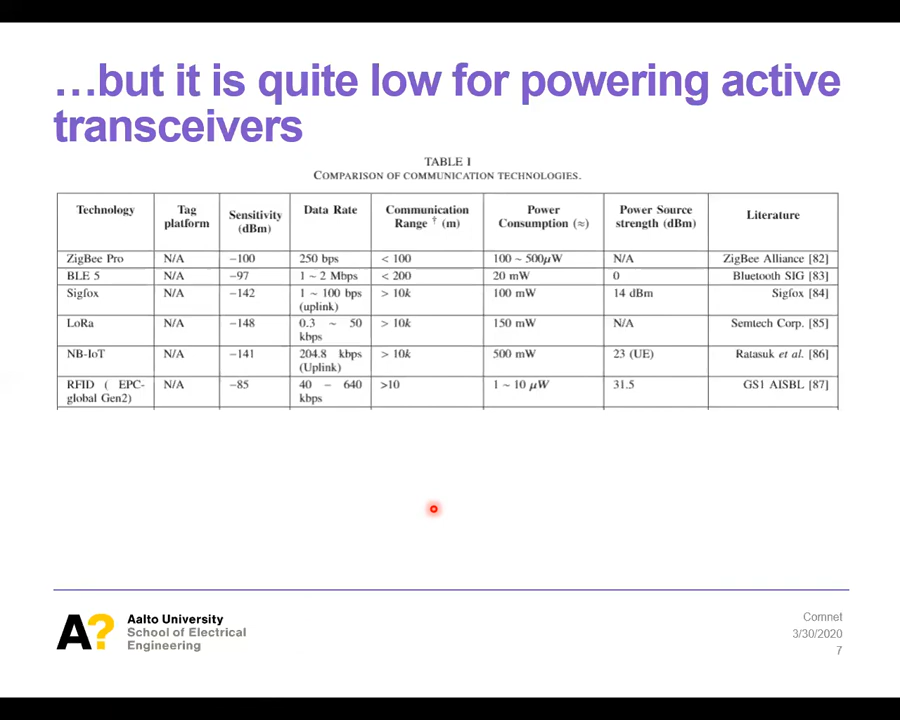 …but it is quite low for powering active
transceivers
TABLE I
COMPARISON OF COMMUNICATION TECHNOLOGIES.
Technology Tag platform Sensitivity (dBm) Data Rate Communication Range † (m) Power Consumption (≈) Power Source strength (dBm) Literature
ZigBee Pro N/A −100 250 bps < 100 100 ~ 500μW N/A ZigBee Alliance [82]
BLE 5 N/A −97 1 ~ 2 Mbps < 200 20 mW 0 Bluetooth SIG [83]
Sigfox N/A −142 1 ~ 100 bps (uplink) > 10k 100 mW 14 dBm Sigfox [84]
LoRa N/A −148 0.3 ~ 50 kbps > 10k 150 mW N/A Semtech Corp. [85]
NB-IoT N/A −141 204.8 kbps (Uplink) > 10k 500 mW 23 (UE) Ratasuk et al. [86]
RFID ( EPC-global Gen2) N/A −85 40 − 640 kbps >10 1 ~ 10 μW 31.5 GS1 AISBL [87]
A?
Aalto University
School of Electrical
Engineering
Comnet
3/30/2020
7